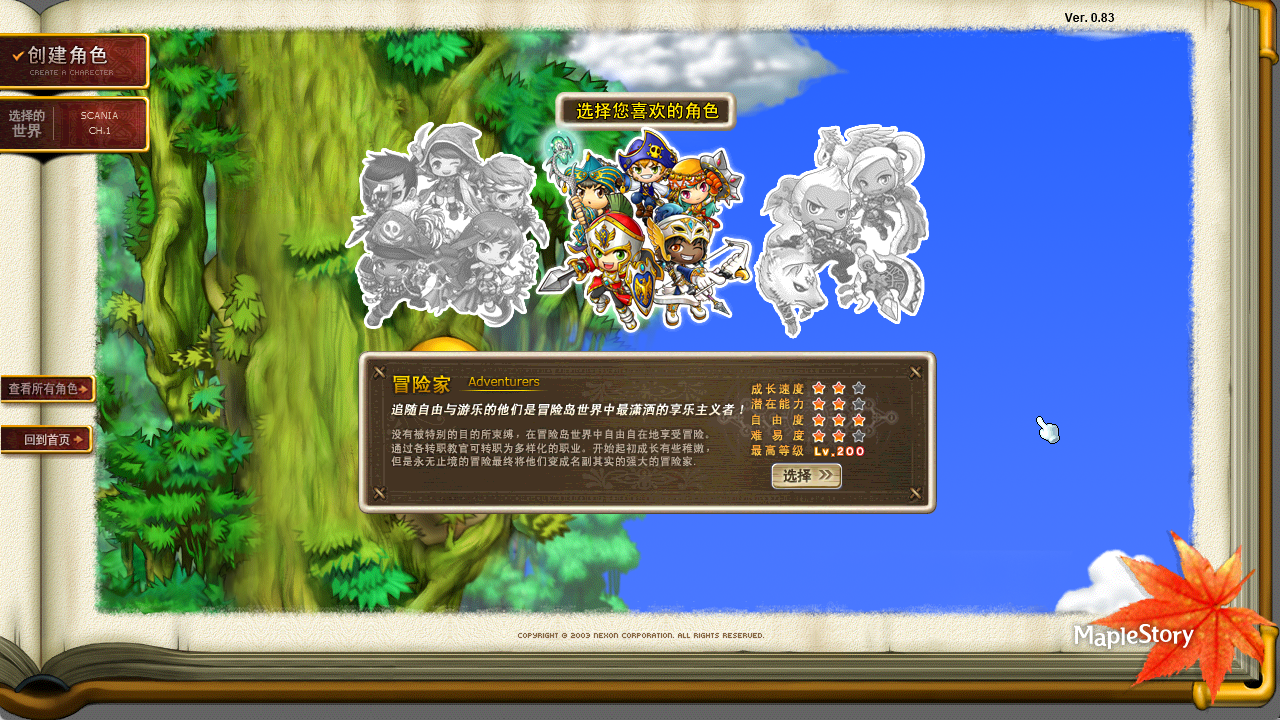 Ver. 0.83
创建角色
CREATE A CHARECTER
选择的
世界
SCANIA
CH.1
选择您喜欢的角色
冒险家 Adventurers
追随自由与游乐的他们是冒险岛世界中最潇洒的享乐主义者！
没有被特别的目的所束缚，在冒险岛世界中自由自在地享受冒险。
通过各转职教官可转职为多样化的职业。开始起初成长有些稚嫩，
但是永无止境的冒险最终将他们变成名副其实的强大的冒险家.
成长速度
潜在能力
自由度
难易度
最高等级 Lv.200
选择
查看所有角色
回到首页
COPYRIGHT © 2003 NEXON CORPORATION. ALL RIGHTS RESERVED.
MapleStory